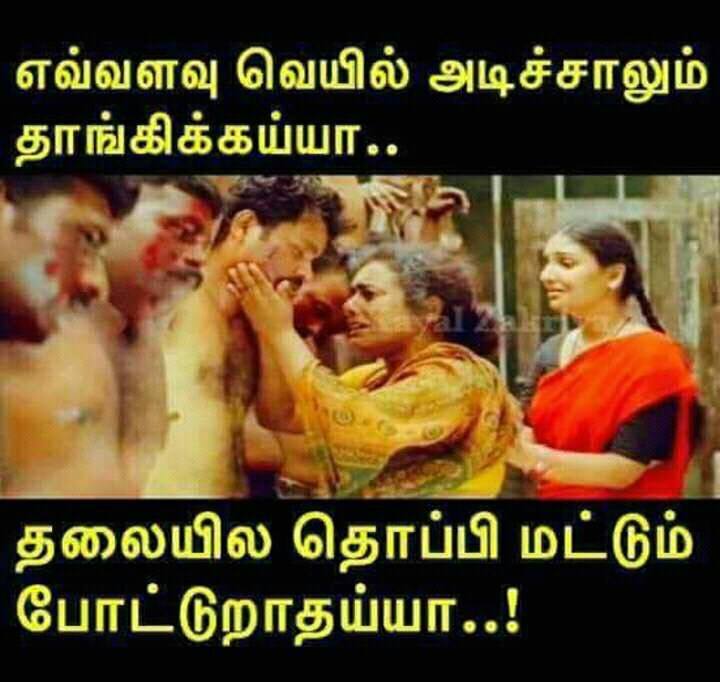 எவ்வளவு வெயில் அடிச்சாலும்
தாங்கிக்கய்யா..
தலையில தொப்பி மட்டும்
போட்டுறாதய்யா..!